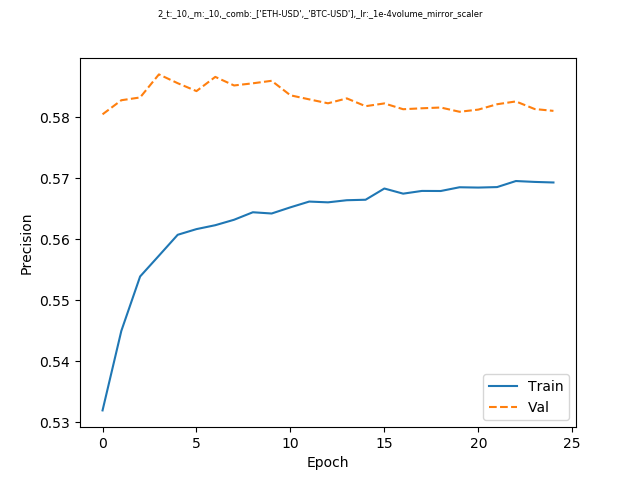 2_t:_10,_m:_10,_comb:_['ETH-USD',_'BTC-USD'],_lr:_1e-4volume_mirror_scaler
0.58
0.57
0.56
0.55
0.54
0.53
Precision
0 5 10 15 20 25
Epoch
Train
Val